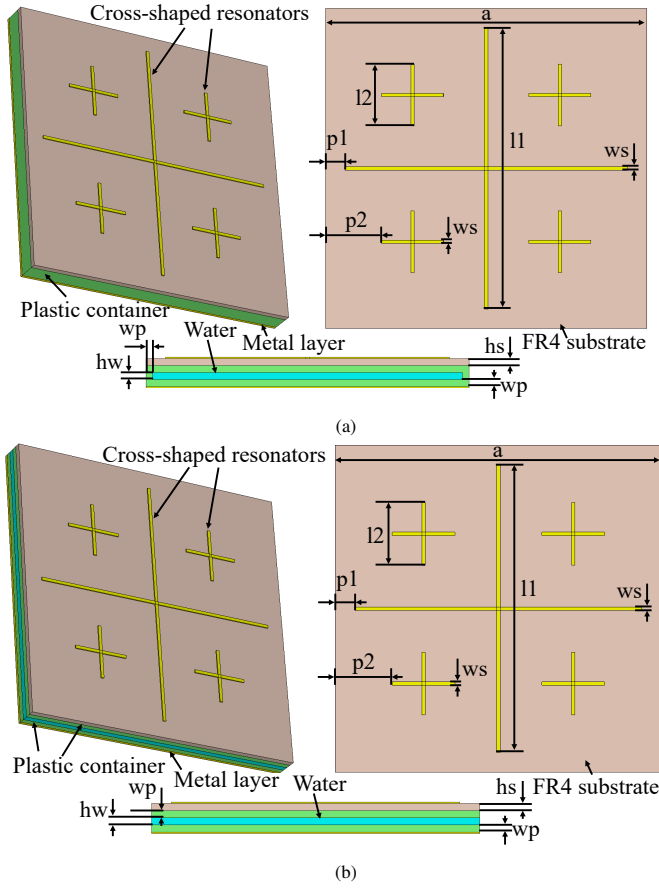 Cross-shaped resonators
a
l2
l1
p1
ws
p2
ws
Plastic container
wp
Water
Metal layer
FR4 substrate
hw
hs
wp
(a)
Cross-shaped resonators
a
l2
l1
p1
ws
p2
ws
Plastic container
Metal layer
Water
FR4 substrate
wp
hs
hw
wp
(b)